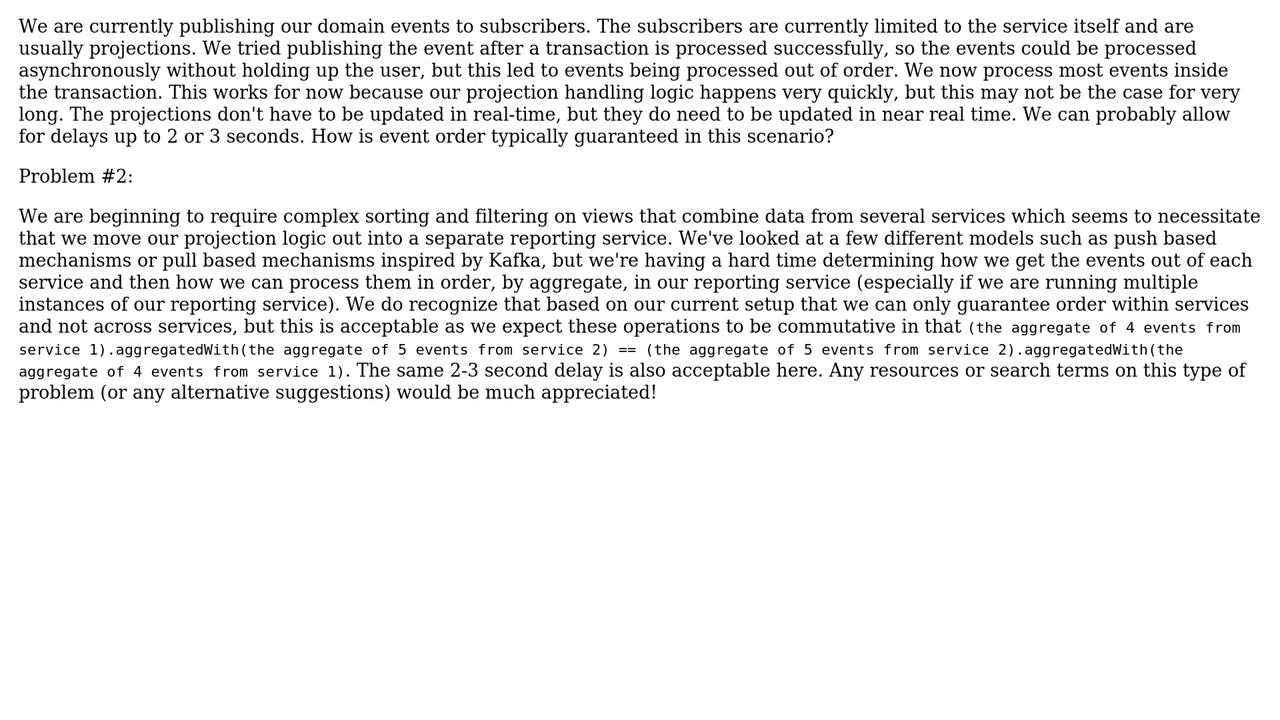 We are currently publishing our domain events to subscribers. The subscribers are currently limited to the service itself and are
usually projections. We tried publishing the event after a transaction is processed successfully, so the events could be processed
asynchronously without holding up the user, but this led to events being processed out of order. We now process most events inside
the transaction. This works for now because our projection handling logic happens very quickly, but this may not be the case for very
long. The projections don't have to be updated in real-time, but they do need to be updated in near real time. We can probably allow
for delays up to 2 or 3 seconds. How is event order typically guaranteed in this scenario?
Problem #2:
We are beginning to require complex sorting and filtering on views that combine data from several services which seems to necessitate
that we move our projection logic out into a separate reporting service. We've looked at a few different models such as push based
mechanisms or pull based mechanisms inspired by Kafka, but we're having a hard time determining how we get the events out of each
service and then how we can process them in order, by aggregate, in our reporting service (especially if we are running multiple
instances of our reporting service). We do recognize that based on our current setup that we can only guarantee order within services
and not across services, but this is acceptable as we expect these operations to be commutative in that (the aggregate of 4 events from
service 1).aggregatedWith(the aggregate of 5 events from service 2) == (the aggregate of 5 events from service 2).aggregatedWith(the
aggregate of 4 events from service 1). The same 2-3 second delay is also acceptable here. Any resources or search terms on this type of
problem (or any alternative suggestions) would be much appreciated!